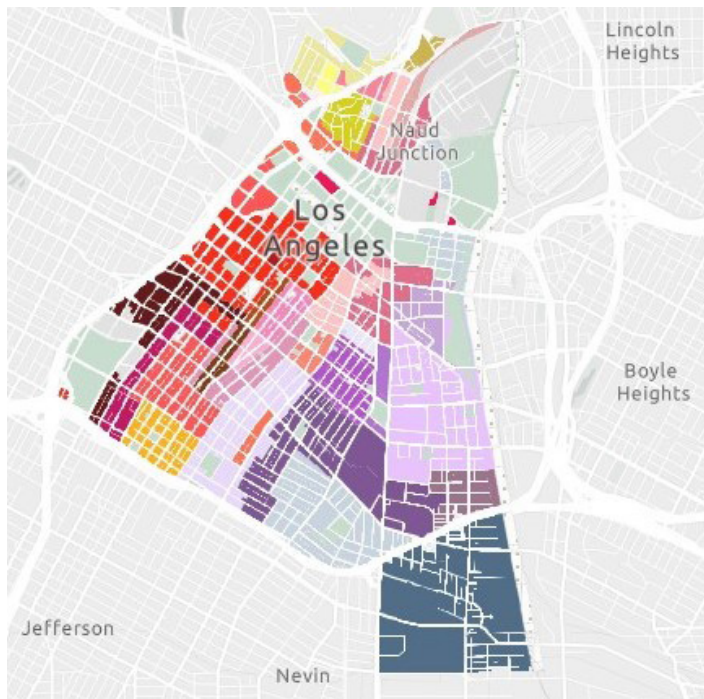 Lincoln
Heights
Naud
Junction
Los
Angeles
Boyle
Heights
Jefferson
Nevin